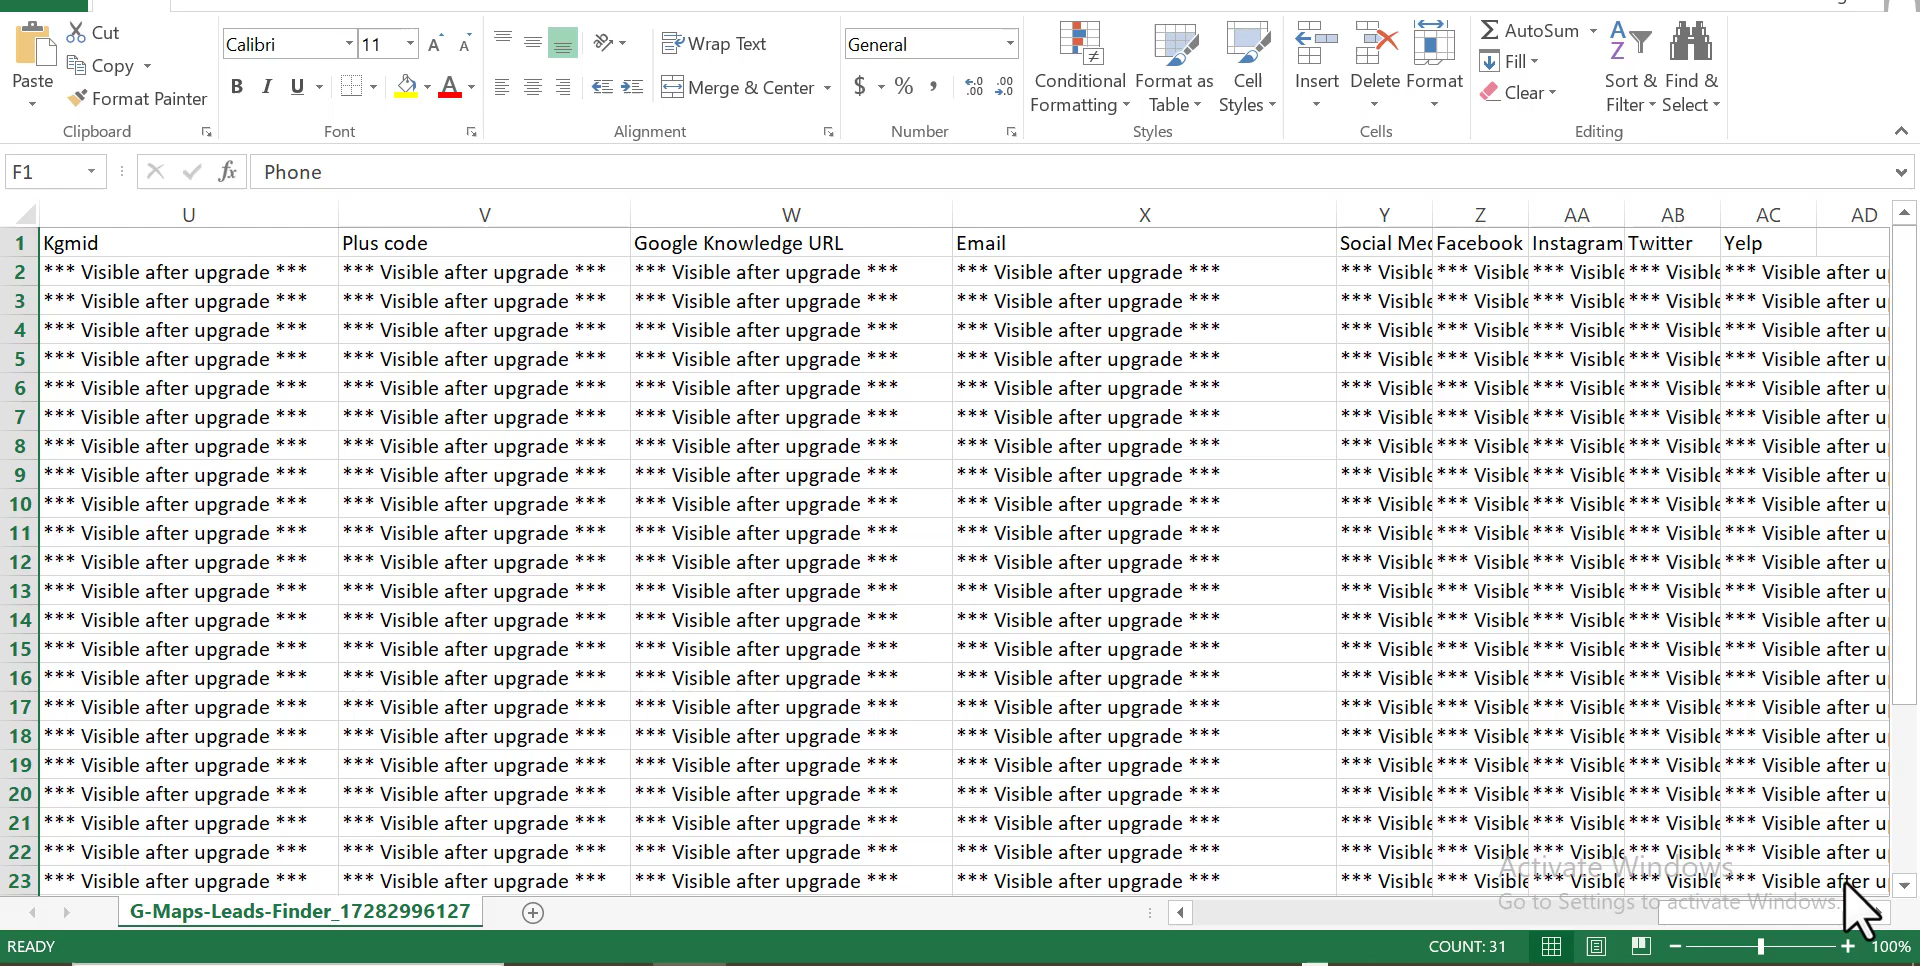 Cut
Copy
Format Painter
Paste
Clipboard
Calibri 11
B I U A
Font
Wrap Text
Merge & Center
Alignment
General
$ % ,
Number
Conditional Formatting
Format as Table
Cell Styles
Styles
Insert Delete Format
Cells
AutoSum
Fill
Clear
Sort & Filter
Find & Select
Editing
F1 fx Phone
U V W X Y Z AA AB AC AD
1 Kgmid Plus code Google Knowledge URL Email Social Med Facebook Instagram Twitter Yelp
2 *** Visible after upgrade *** *** Visible after upgrade *** *** Visible after upgrade *** *** Visible after upgrade *** *** Visible *** Visible *** Visible *** Visible *** Visible after u
3 *** Visible after upgrade *** *** Visible after upgrade *** *** Visible after upgrade *** *** Visible after upgrade *** *** Visible *** Visible *** Visible *** Visible *** Visible after u
4 *** Visible after upgrade *** *** Visible after upgrade *** *** Visible after upgrade *** *** Visible after upgrade *** *** Visible *** Visible *** Visible *** Visible *** Visible after u
5 *** Visible after upgrade *** *** Visible after upgrade *** *** Visible after upgrade *** *** Visible after upgrade *** *** Visible *** Visible *** Visible *** Visible *** Visible after u
6 *** Visible after upgrade *** *** Visible after upgrade *** *** Visible after upgrade *** *** Visible after upgrade *** *** Visible *** Visible *** Visible *** Visible *** Visible after u
7 *** Visible after upgrade *** *** Visible after upgrade *** *** Visible after upgrade *** *** Visible after upgrade *** *** Visible *** Visible *** Visible *** Visible *** Visible after u
8 *** Visible after upgrade *** *** Visible after upgrade *** *** Visible after upgrade *** *** Visible after upgrade *** *** Visible *** Visible *** Visible *** Visible *** Visible after u
9 *** Visible after upgrade *** *** Visible after upgrade *** *** Visible after upgrade *** *** Visible after upgrade *** *** Visible *** Visible *** Visible *** Visible *** Visible after u
10 *** Visible after upgrade *** *** Visible after upgrade *** *** Visible after upgrade *** *** Visible after upgrade *** *** Visible *** Visible *** Visible *** Visible *** Visible after u
11 *** Visible after upgrade *** *** Visible after upgrade *** *** Visible after upgrade *** *** Visible after upgrade *** *** Visible *** Visible *** Visible *** Visible *** Visible after u
12 *** Visible after upgrade *** *** Visible after upgrade *** *** Visible after upgrade *** *** Visible after upgrade *** *** Visible *** Visible *** Visible *** Visible *** Visible after u
13 *** Visible after upgrade *** *** Visible after upgrade *** *** Visible after upgrade *** *** Visible after upgrade *** *** Visible *** Visible *** Visible *** Visible *** Visible after u
14 *** Visible after upgrade *** *** Visible after upgrade *** *** Visible after upgrade *** *** Visible after upgrade *** *** Visible *** Visible *** Visible *** Visible *** Visible after u
15 *** Visible after upgrade *** *** Visible after upgrade *** *** Visible after upgrade *** *** Visible after upgrade *** *** Visible *** Visible *** Visible *** Visible *** Visible after u
16 *** Visible after upgrade *** *** Visible after upgrade *** *** Visible after upgrade *** *** Visible after upgrade *** *** Visible *** Visible *** Visible *** Visible *** Visible after u
17 *** Visible after upgrade *** *** Visible after upgrade *** *** Visible after upgrade *** *** Visible after upgrade *** *** Visible *** Visible *** Visible *** Visible *** Visible after u
18 *** Visible after upgrade *** *** Visible after upgrade *** *** Visible after upgrade *** *** Visible after upgrade *** *** Visible *** Visible *** Visible *** Visible *** Visible after u
19 *** Visible after upgrade *** *** Visible after upgrade *** *** Visible after upgrade *** *** Visible after upgrade *** *** Visible *** Visible *** Visible *** Visible *** Visible after u
20 *** Visible after upgrade *** *** Visible after upgrade *** *** Visible after upgrade *** *** Visible after upgrade *** *** Visible *** Visible *** Visible *** Visible *** Visible after u
21 *** Visible after upgrade *** *** Visible after upgrade *** *** Visible after upgrade *** *** Visible after upgrade *** *** Visible *** Visible *** Visible *** Visible *** Visible after u
22 *** Visible after upgrade *** *** Visible after upgrade *** *** Visible after upgrade *** *** Visible after upgrade *** *** Visible *** Visible *** Visible *** Visible *** Visible after u
23 *** Visible after upgrade *** *** Visible after upgrade *** *** Visible after upgrade *** *** Visible after upgrade *** *** Visible *** Visible *** Visible *** Visible *** Visible after u
Activate Windows
Go to Settings to activate Windows.
G-Maps-Leads-Finder_17282996127
READY COUNT: 31 100%